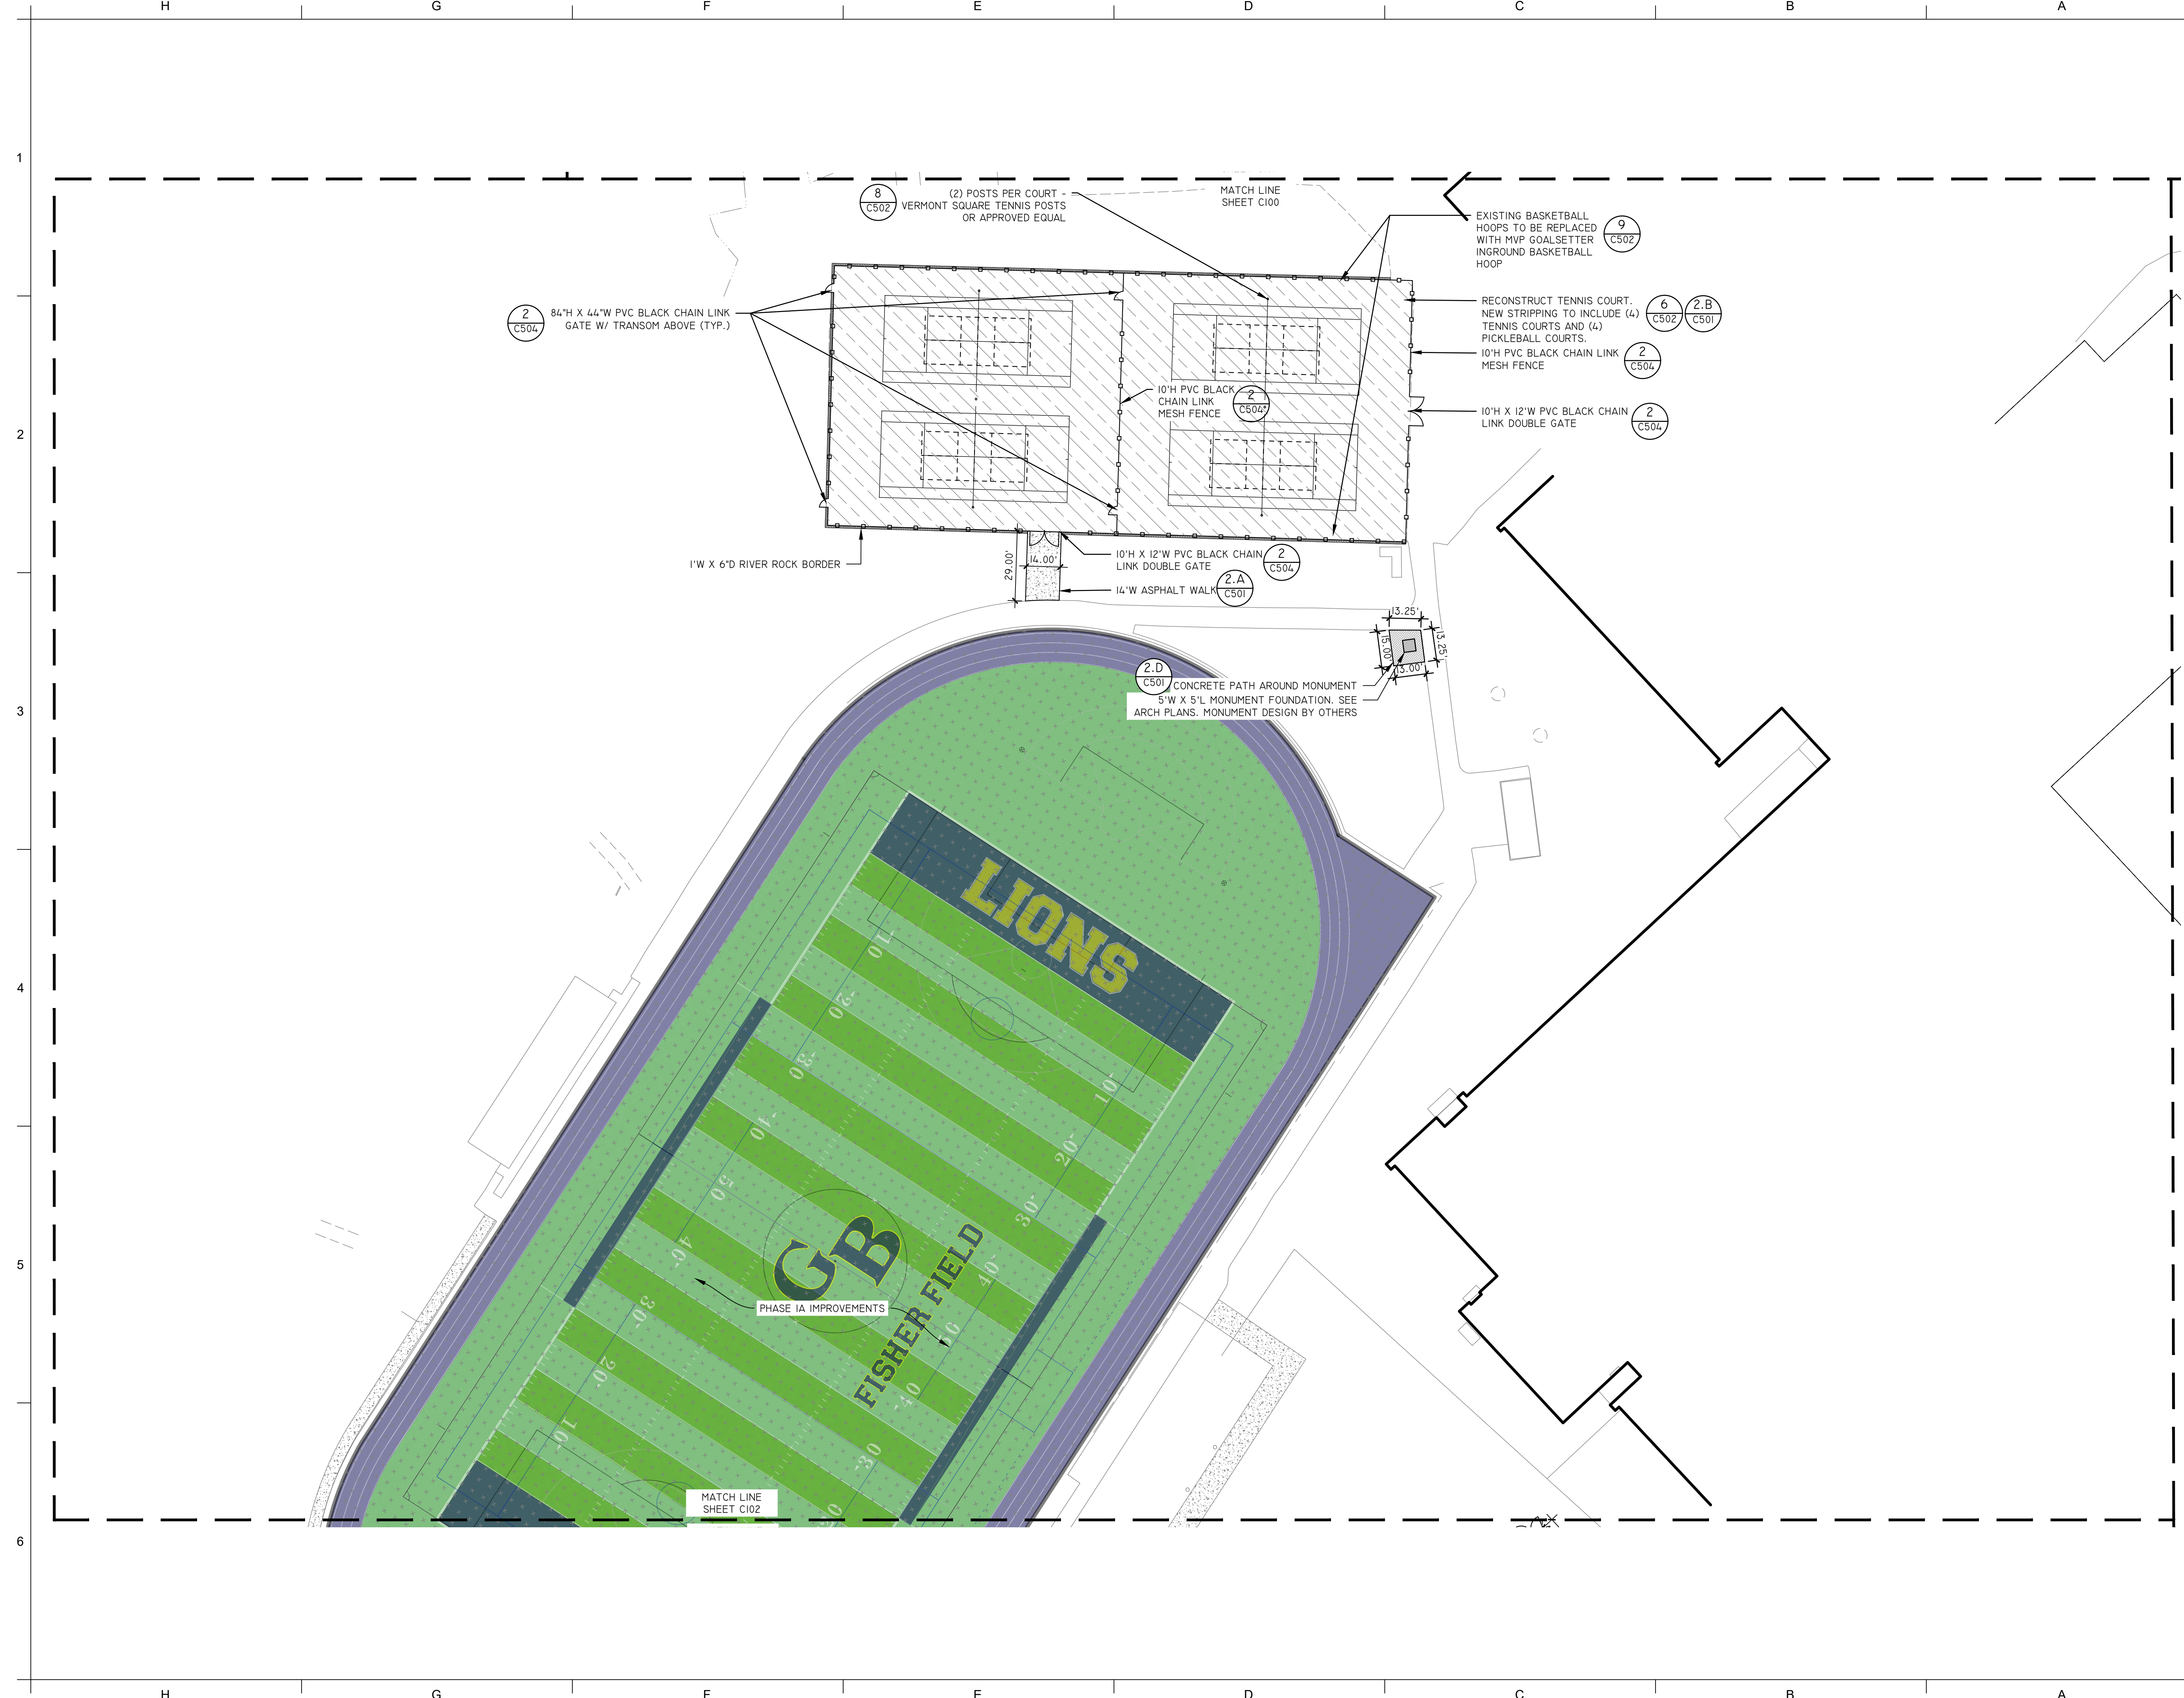 H G F E D C B A
1
2
3
4
5
6
8
C502
(2) POSTS PER COURT -
VERMONT SQUARE TENNIS POSTS
OR APPROVED EQUAL
MATCH LINE
SHEET C100
EXISTING BASKETBALL
HOOPS TO BE REPLACED
WITH MVP GOALSETTER
INGROUND BASKETBALL
HOOP
9
C502
2
C504
84"H X 44"W PVC BLACK CHAIN LINK
GATE W/ TRANSOM ABOVE (TYP.)
RECONSTRUCT TENNIS COURT.
NEW STRIPPING TO INCLUDE (4)
TENNIS COURTS AND (4)
PICKLEBALL COURTS.
6
C502
2.B
C501
10'H PVC BLACK CHAIN LINK
MESH FENCE
2
C504
10'H PVC BLACK
CHAIN LINK
MESH FENCE
2
C504
10'H X 12'W PVC BLACK CHAIN
LINK DOUBLE GATE
2
C504
1'W X 6"D RIVER ROCK BORDER
29.00'
14.00'
10'H X 12'W PVC BLACK CHAIN
LINK DOUBLE GATE
2
C504
14'W ASPHALT WALK
2.A
C501
13.25'
15.00'
13.25'
13.00'
2.D
C501
CONCRETE PATH AROUND MONUMENT
5'W X 5'L MONUMENT FOUNDATION. SEE
ARCH PLANS. MONUMENT DESIGN BY OTHERS
LIONS
10
20
30
40
50
40
30
20
10
10
20
30
40
50
40
30
GB
FISHER FIELD
PHASE 1A IMPROVEMENTS
MATCH LINE
SHEET C102
H G F E D C B A